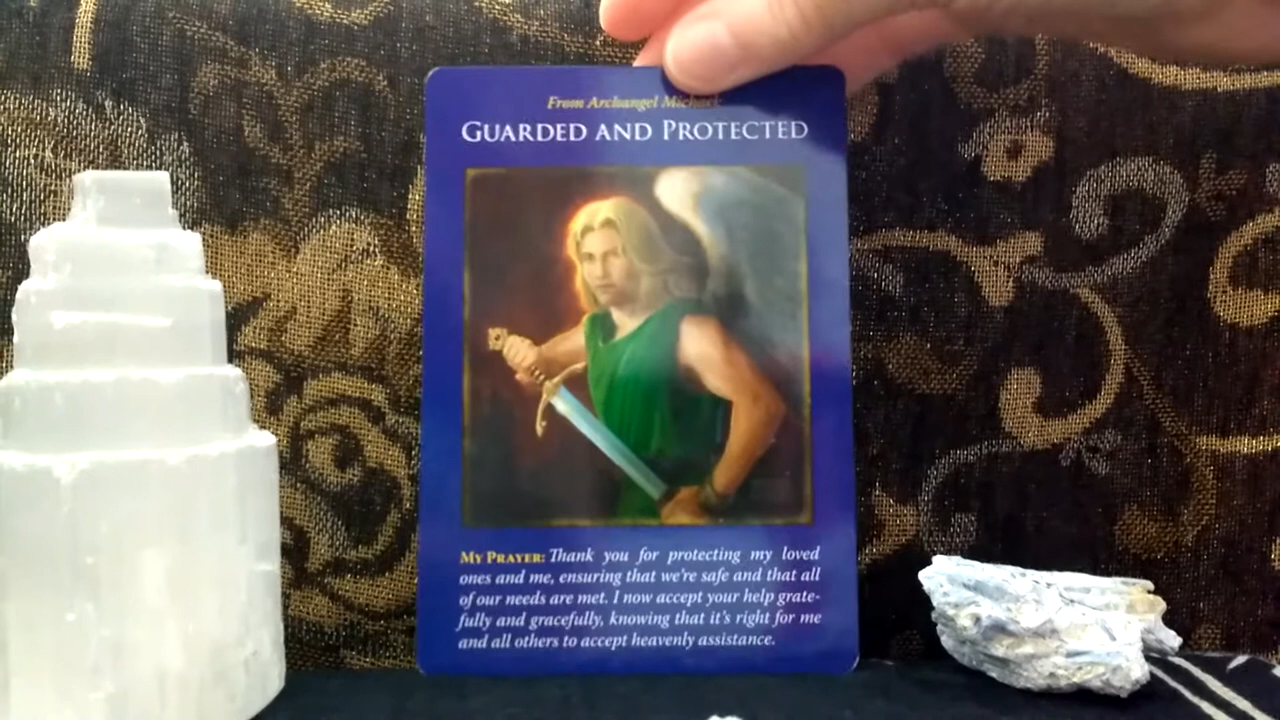 From Archangel Michael
GUARDED AND PROTECTED
MY PRAYER: Thank you for protecting my loved
ones and me, ensuring that we're safe and that all
of our needs are met. I now accept your help grate-
fully and gracefully, knowing that it's right for me
and all others to accept heavenly assistance.